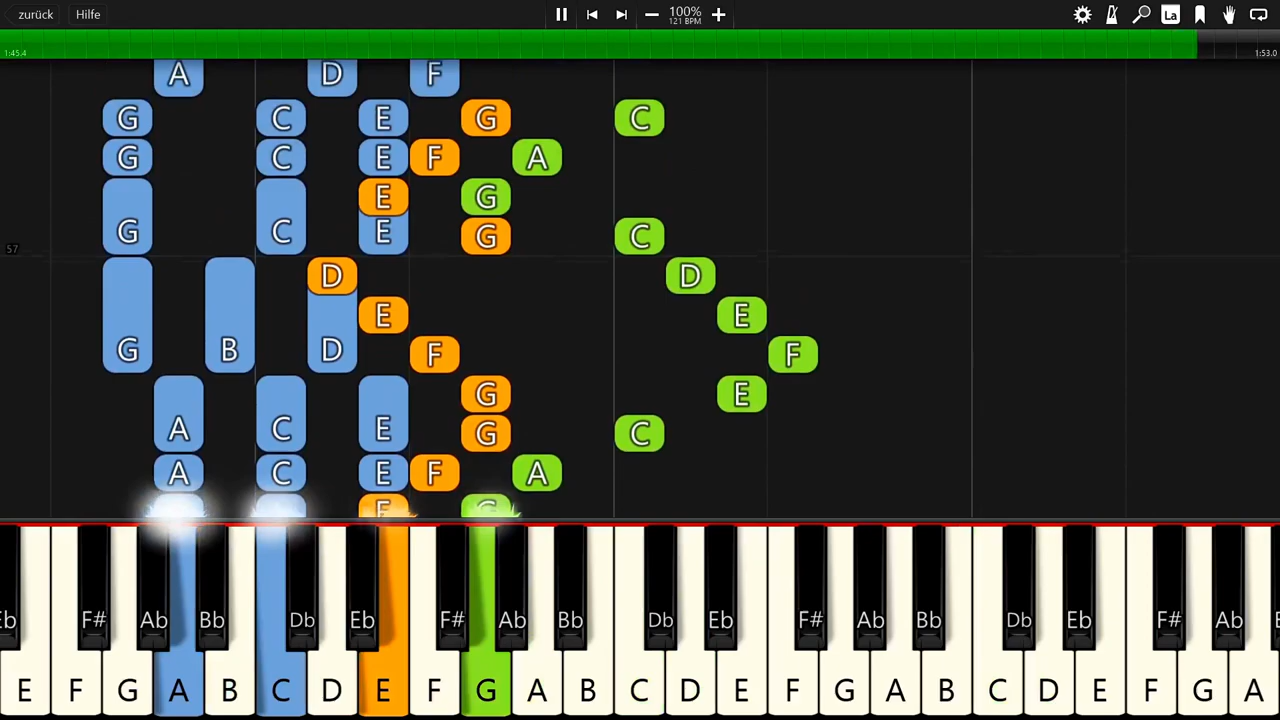 zurück Hilfe 100% La
121 BPM
1:45.4 1:53.0
A D F
G C E G C
G C E F A
E G
G C E G C
57
D D
E E
G B D F F
G E
A C E G C
A C E F A
E G
Eb F# Ab Bb Db Eb F# Ab Bb Db Eb F# Ab Bb Db Eb F# Ab
E F G A B C D E F G A B C D E F G A B C D E F G A